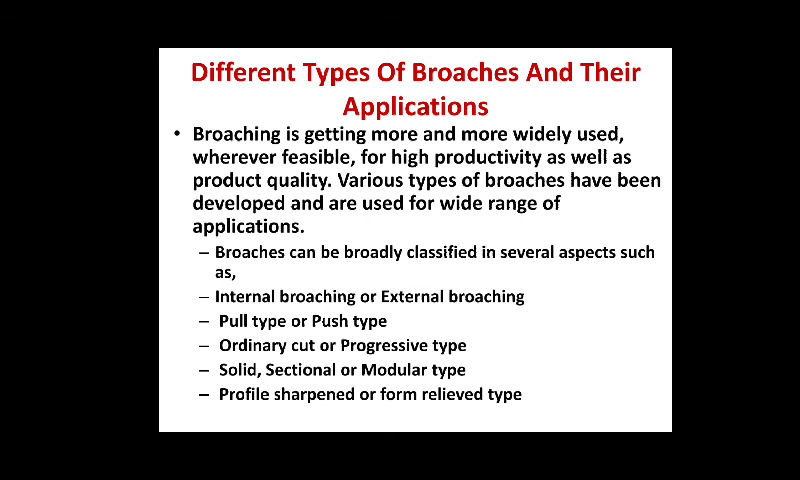 Different Types Of Broaches And Their
Applications
• Broaching is getting more and more widely used,
wherever feasible, for high productivity as well as
product quality. Various types of broaches have been
developed and are used for wide range of
applications.
– Broaches can be broadly classified in several aspects such
as,
– Internal broaching or External broaching
– Pull type or Push type
– Ordinary cut or Progressive type
– Solid, Sectional or Modular type
– Profile sharpened or form relieved type